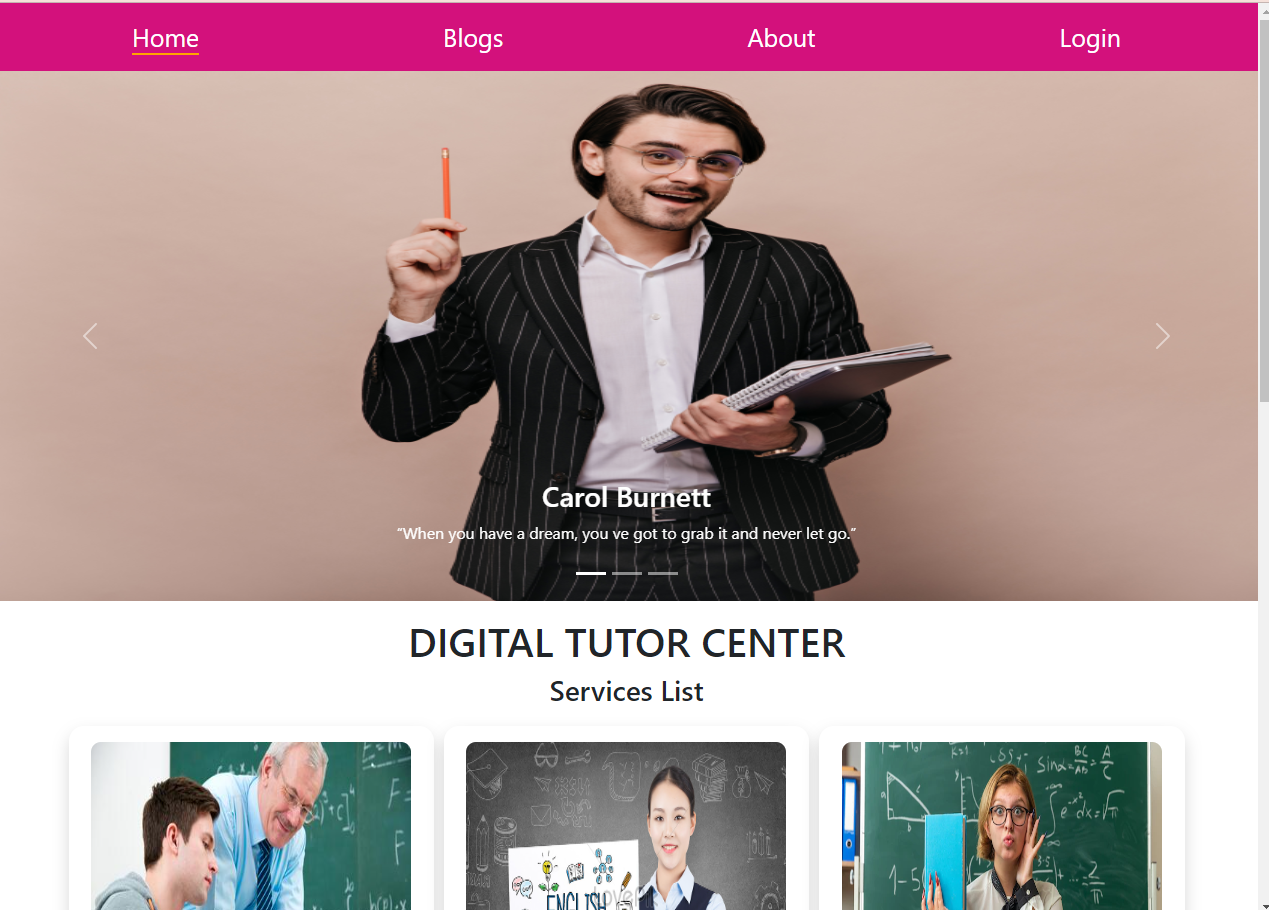 Home Blogs About Login
Carol Burnett
“When you have a dream, you ve got to grab it and never let go.”
DIGITAL TUTOR CENTER
Services List
ENGLISH